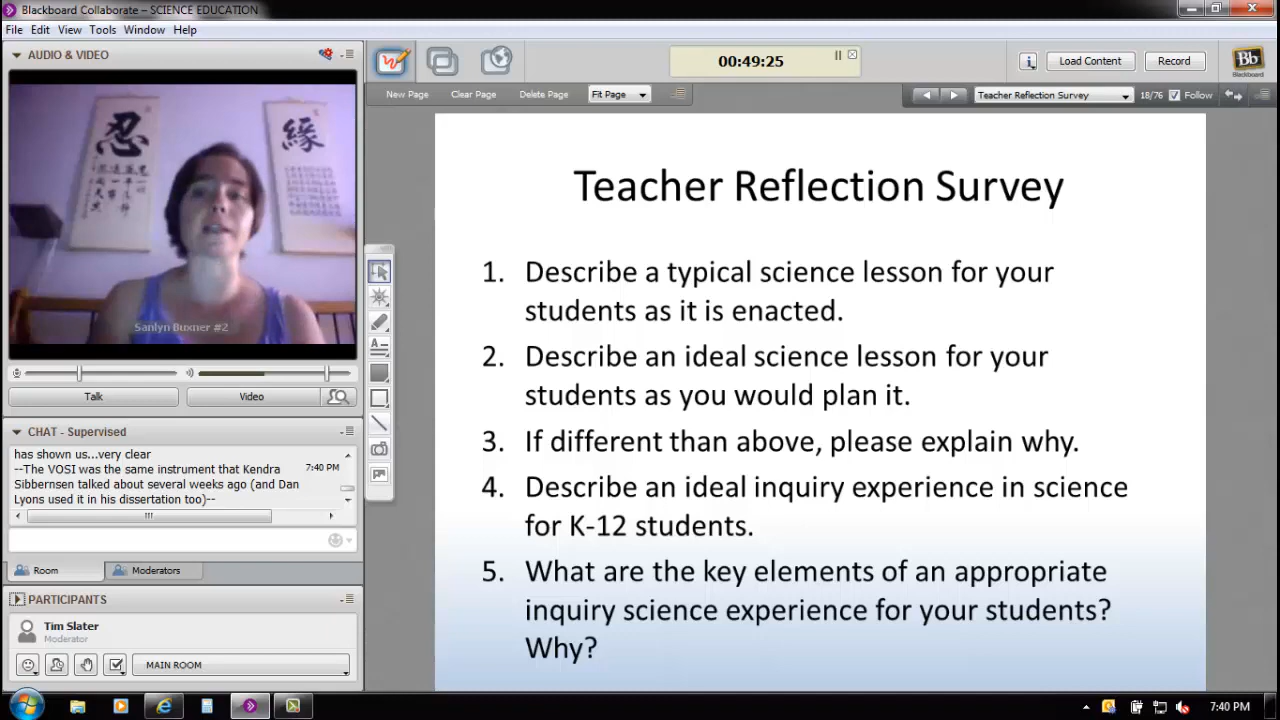 Blackboard Collaborate – SCIENCE EDUCATION
File Edit View Tools Window Help
AUDIO & VIDEO
忍
緣
Sanlyn Buxner #2
Talk
Video
CHAT - Supervised
has shown us...very clear
--The VOSI was the same instrument that Kendra 7:40 PM
Sibbernsen talked about several weeks ago (and Dan
Lyons used it in his dissertation too)--
Room
Moderators
PARTICIPANTS
Tim Slater
Moderator
MAIN ROOM
00:49:25
Load Content
Record
Bb
Blackboard
New Page Clear Page Delete Page Fit Page
Teacher Reflection Survey 18/76 Follow
Teacher Reflection Survey
1. Describe a typical science lesson for your
students as it is enacted.
2. Describe an ideal science lesson for your
students as you would plan it.
3. If different than above, please explain why.
4. Describe an ideal inquiry experience in science
for K-12 students.
5. What are the key elements of an appropriate
inquiry science experience for your students?
Why?
7:40 PM